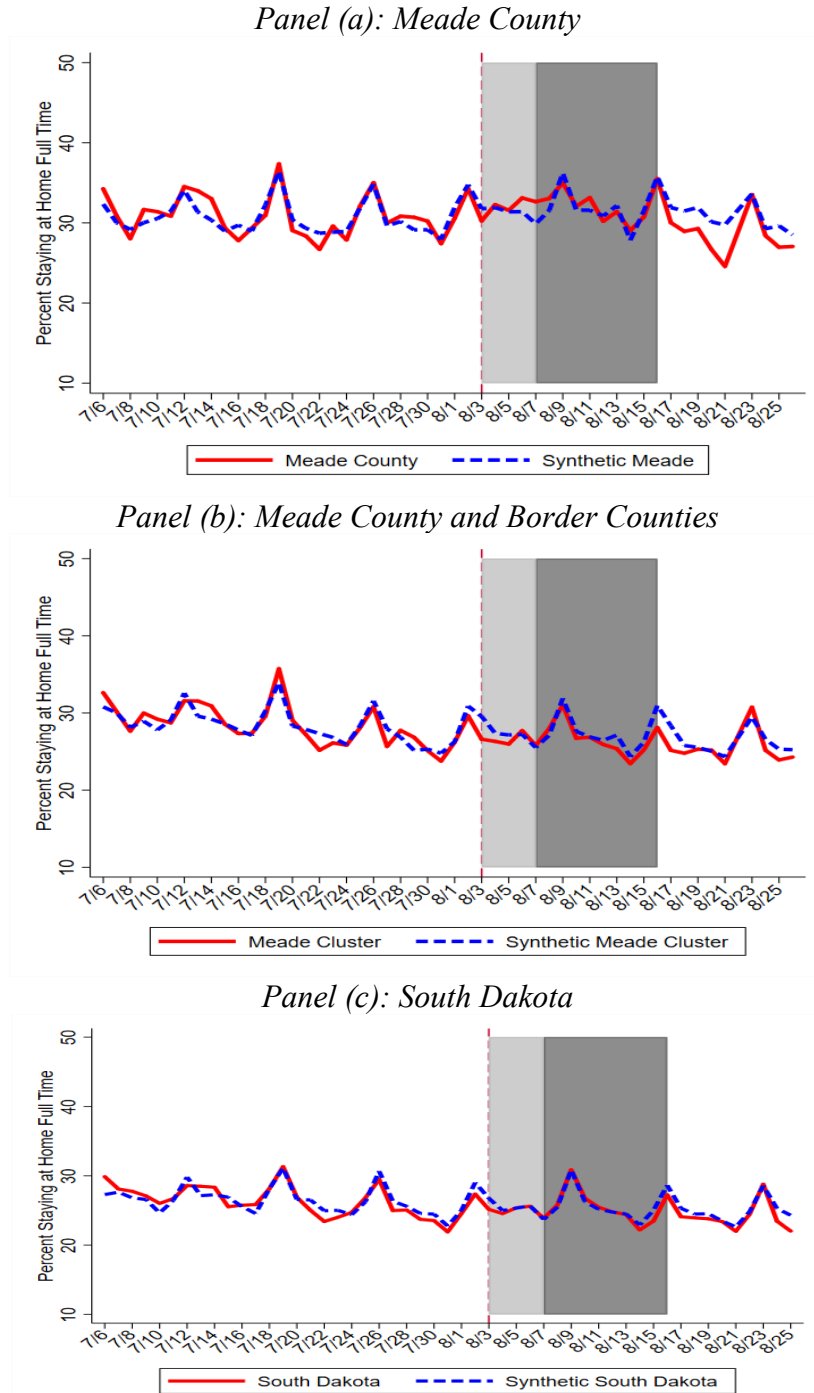 Panel (a): Meade County
50
40
30
20
10
Percent Staying at Home Full Time
7/6 7/8 7/10 7/12 7/14 7/16 7/18 7/20 7/22 7/24 7/26 7/28 7/30 8/1 8/3 8/5 8/7 8/9 8/11 8/13 8/15 8/17 8/19 8/21 8/23 8/25
Meade County Synthetic Meade
Panel (b): Meade County and Border Counties
50
40
30
20
10
Percent Staying at Home Full Time
7/6 7/8 7/10 7/12 7/14 7/16 7/18 7/20 7/22 7/24 7/26 7/28 7/30 8/1 8/3 8/5 8/7 8/9 8/11 8/13 8/15 8/17 8/19 8/21 8/23 8/25
Meade Cluster Synthetic Meade Cluster
Panel (c): South Dakota
50
40
30
20
10
Percent Staying at Home Full Time
7/6 7/8 7/10 7/12 7/14 7/16 7/18 7/20 7/22 7/24 7/26 7/28 7/30 8/1 8/3 8/5 8/7 8/9 8/11 8/13 8/15 8/17 8/19 8/21 8/23 8/25
South Dakota Synthetic South Dakota